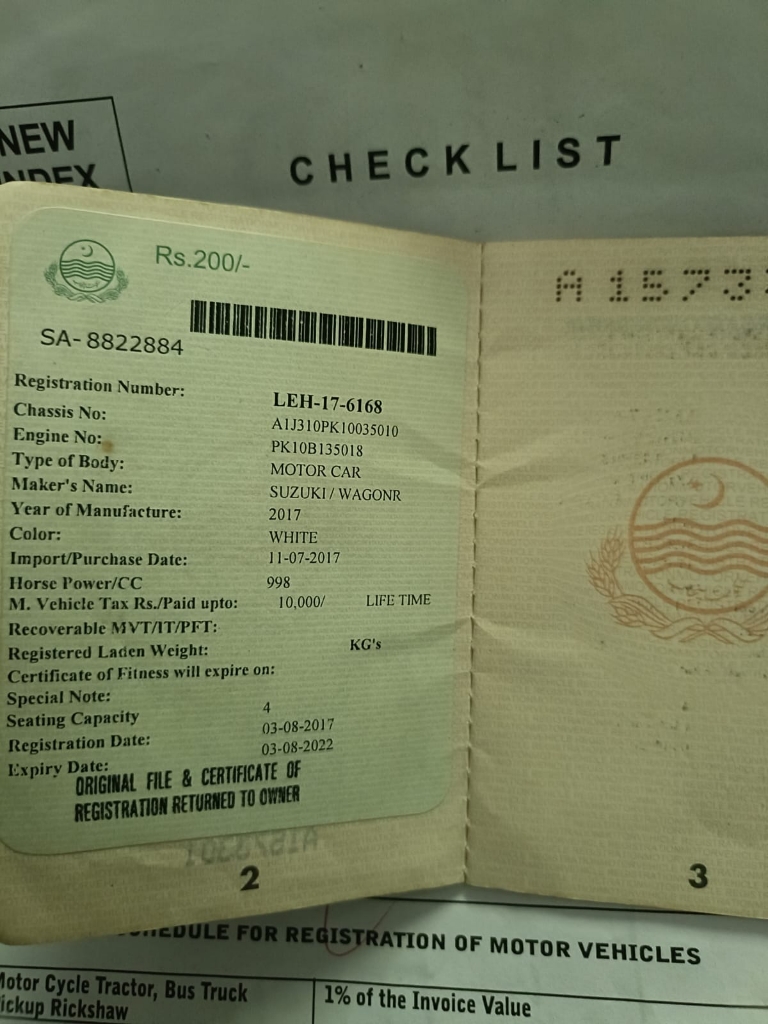 NEW
INDEX
CHECK LIST
Rs.200/-
SA- 8822884
Registration Number: LEH-17-6168
Chassis No: A1J310PK10035010
Engine No: PK10B135018
Type of Body: MOTOR CAR
Maker's Name: SUZUKI / WAGONR
Year of Manufacture: 2017
Color: WHITE
Import/Purchase Date: 11-07-2017
Horse Power/CC 998
M. Vehicle Tax Rs./Paid upto: 10,000/ LIFE TIME
Recoverable MVT/IT/PFT:
Registered Laden Weight: KG's
Certificate of Fitness will expire on:
Special Note:
Seating Capacity 4
Registration Date: 03-08-2017
Expiry Date: 03-08-2022
ORIGINAL FILE & CERTIFICATE OF
REGISTRATION RETURNED TO OWNER
2
A 1573
3
SCHEDULE FOR REGISTRATION OF MOTOR VEHICLES
Motor Cycle Tractor, Bus Truck
Pickup Rickshaw
1% of the Invoice Value